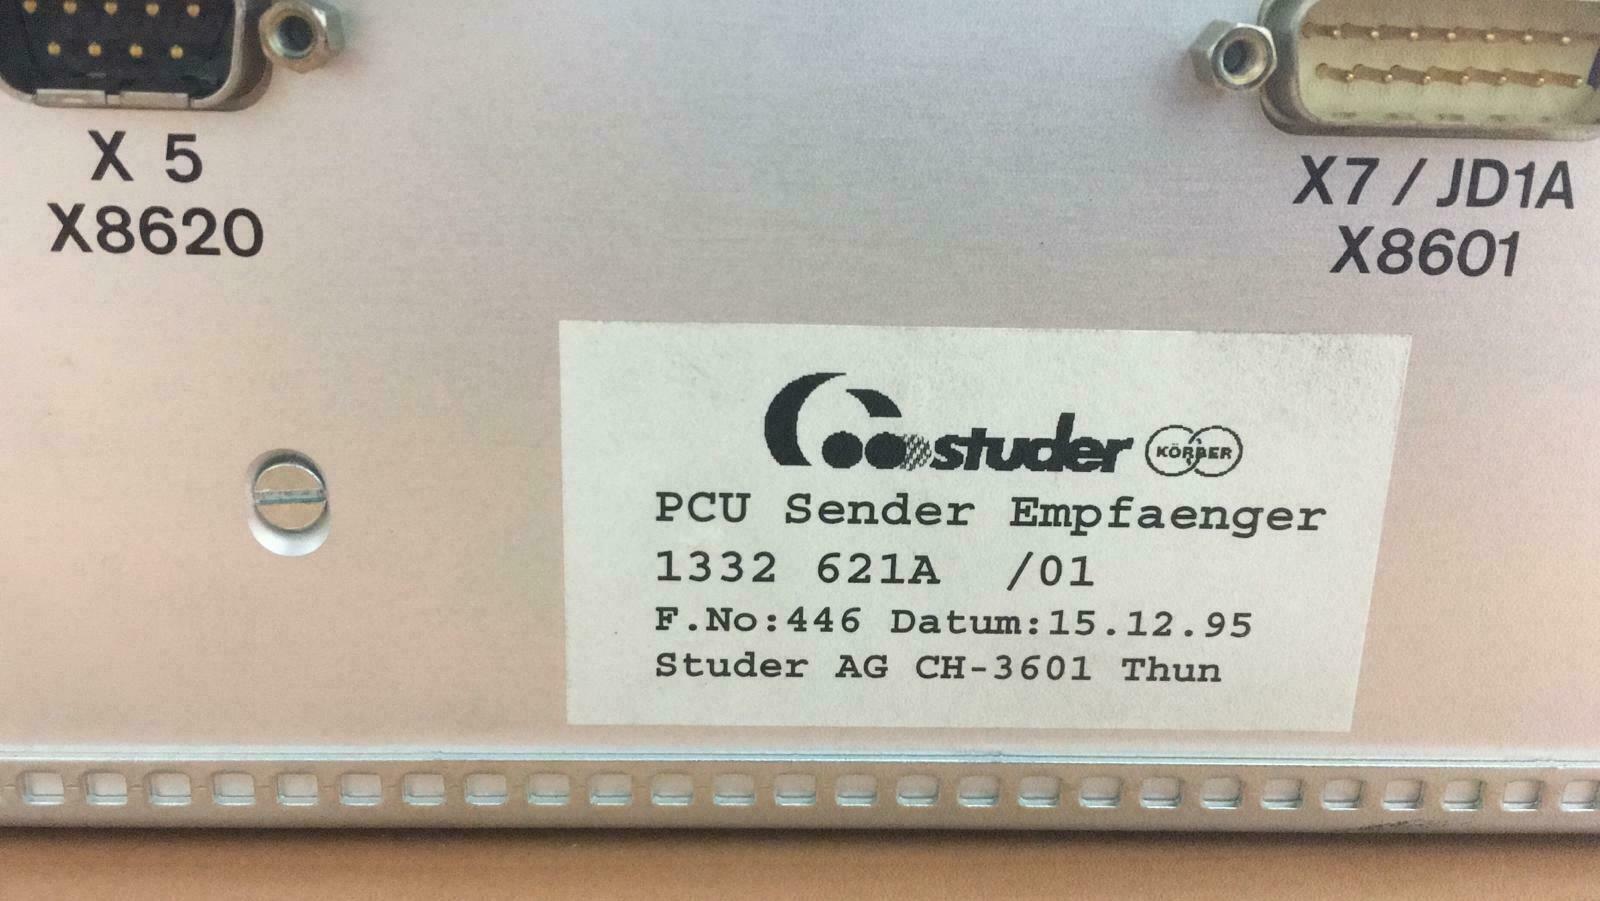 X 5
X8620
X7 / JD1A
X8601
studer KÖRBER
PCU Sender Empfaenger
1332 621A /01
F.No:446 Datum:15.12.95
Studer AG CH-3601 Thun